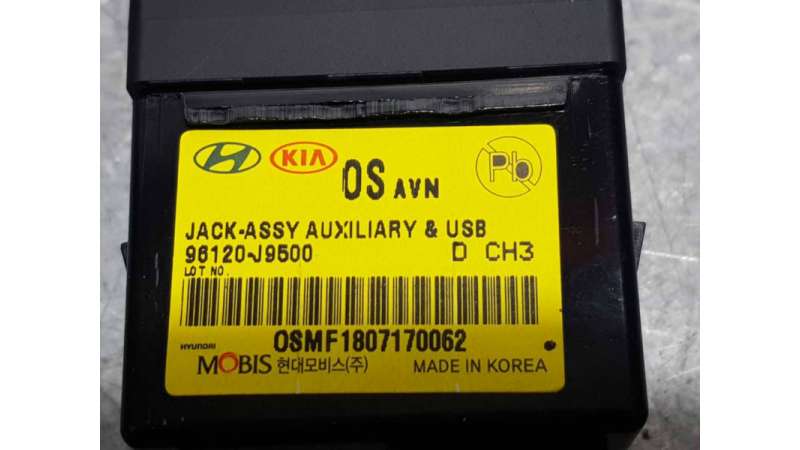 KIA OS AVN Pb
JACK-ASSY AUXILIARY & USB
96120-J9500 D CH3
LOT NO.
OSMF1807170062
HYUNDAI
MOBIS 현대모비스(주) MADE IN KOREA